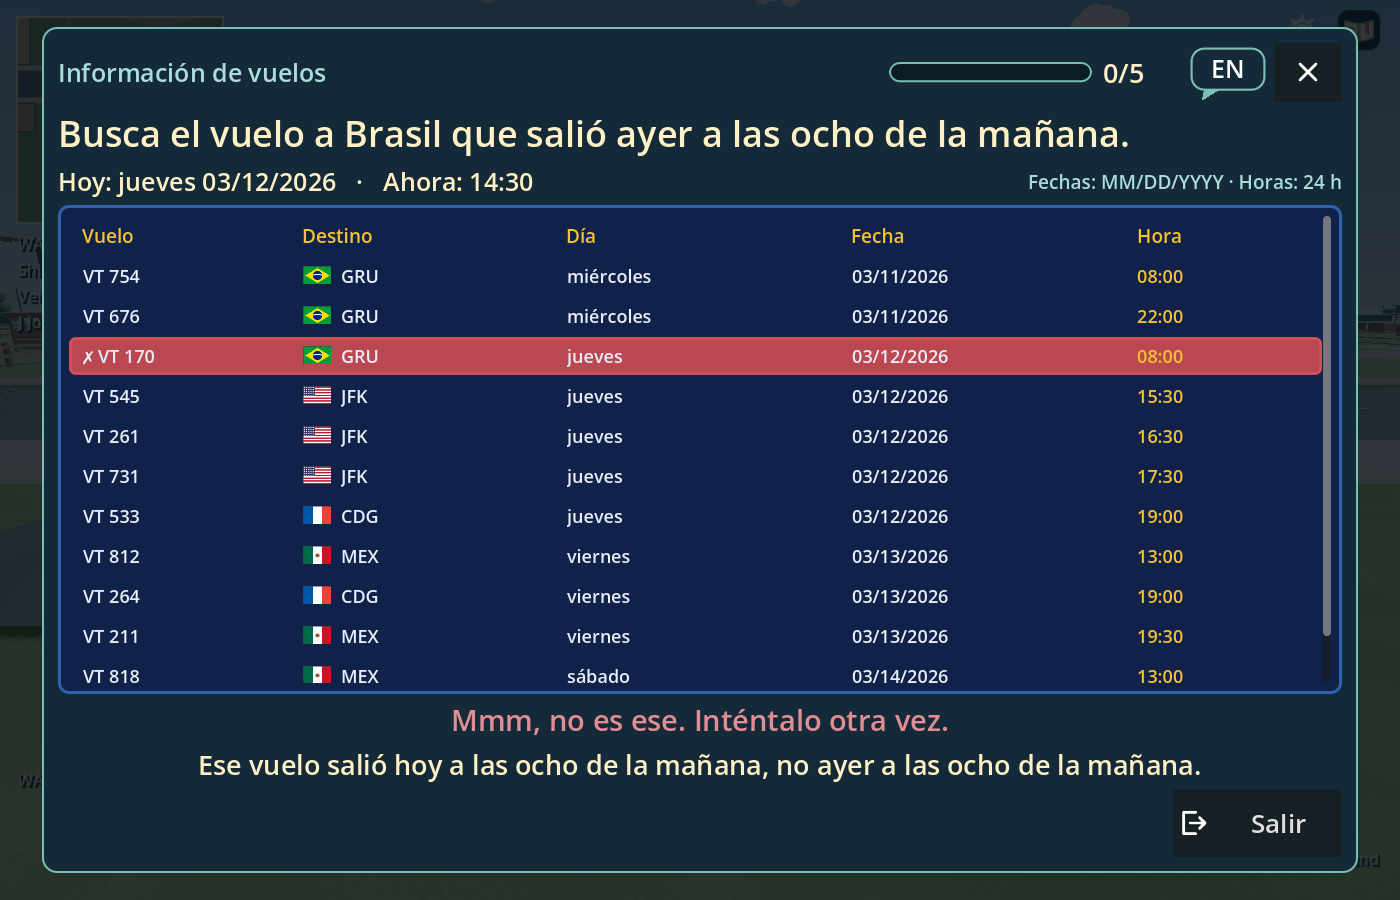 Información de vuelos 0/5 EN
Busca el vuelo a Brasil que salió ayer a las ocho de la mañana.
Hoy: jueves 03/12/2026 · Ahora: 14:30 Fechas: MM/DD/YYYY · Horas: 24 h
Vuelo Destino Día Fecha Hora
VT 754 GRU miércoles 03/11/2026 08:00
VT 676 GRU miércoles 03/11/2026 22:00
✗ VT 170 GRU jueves 03/12/2026 08:00
VT 545 JFK jueves 03/12/2026 15:30
VT 261 JFK jueves 03/12/2026 16:30
VT 731 JFK jueves 03/12/2026 17:30
VT 533 CDG jueves 03/12/2026 19:00
VT 812 MEX viernes 03/13/2026 13:00
VT 264 CDG viernes 03/13/2026 19:00
VT 211 MEX viernes 03/13/2026 19:30
VT 818 MEX sábado 03/14/2026 13:00
Mmm, no es ese. Inténtalo otra vez.
Ese vuelo salió hoy a las ocho de la mañana, no ayer a las ocho de la mañana.
Salir